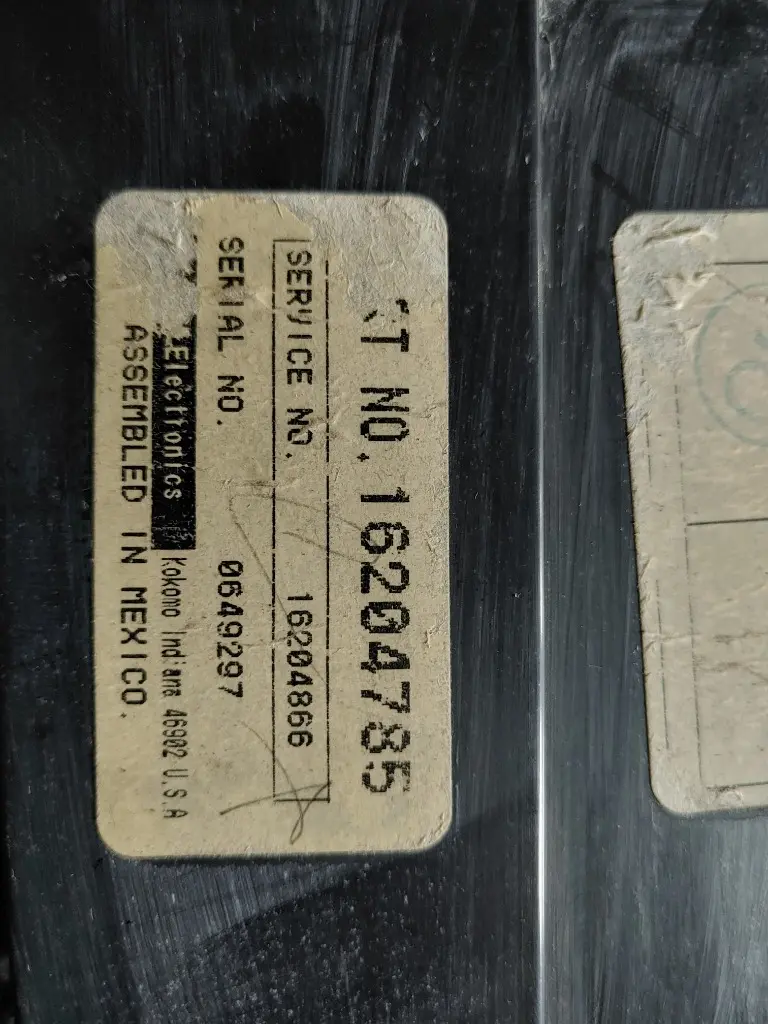 T NO. 16204785
SERVICE NO. 16204866
SERIAL NO. 0649297
Electronics Kokomo Indiana 46902 U.S.A
ASSEMBLED IN MEXICO.